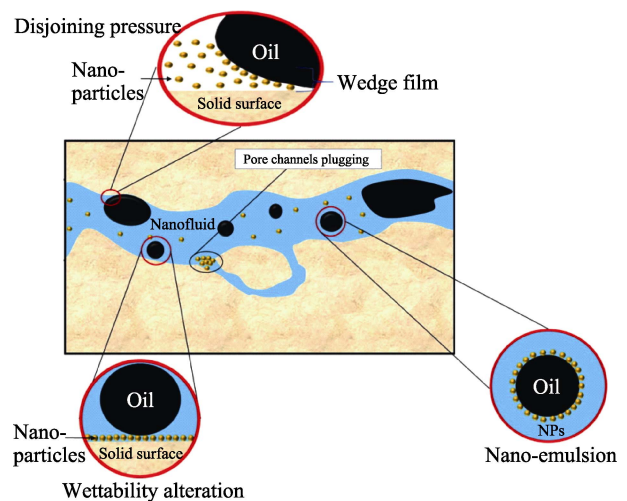 Disjoining pressure
Oil
Nano-
particles
Wedge film
Solid surface
Pore channels plugging
Nanofluid
Oil
Nano-
particles
Solid surface
Wettability alteration
Oil
NPs
Nano-emulsion